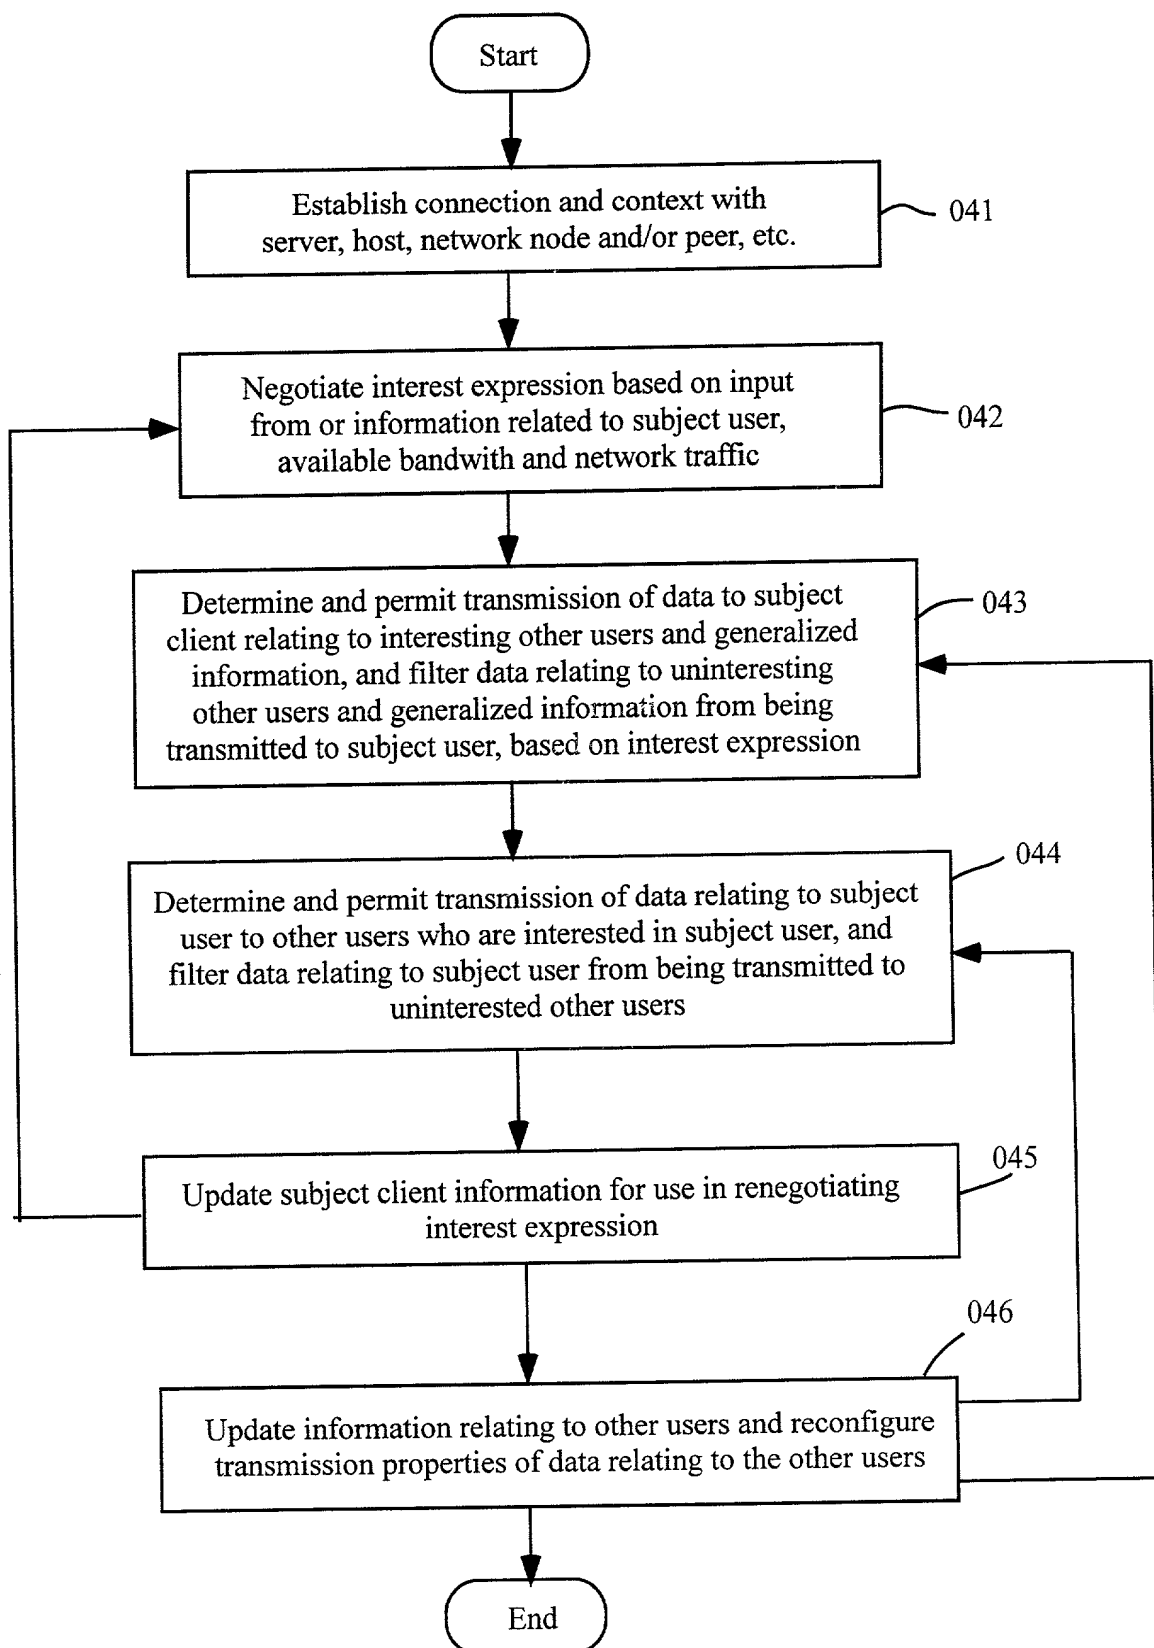 Start
Establish connection and context with
server, host, network node and/or peer, etc.
041
Negotiate interest expression based on input
from or information related to subject user,
available bandwith and network traffic
042
Determine and permit transmission of data to subject
client relating to interesting other users and generalized
information, and filter data relating to uninteresting
other users and generalized information from being
transmitted to subject user, based on interest expression
043
Determine and permit transmission of data relating to subject
user to other users who are interested in subject user, and
filter data relating to subject user from being transmitted to
uninterested other users
044
Update subject client information for use in renegotiating
interest expression
045
Update information relating to other users and reconfigure
transmission properties of data relating to the other users
046
End